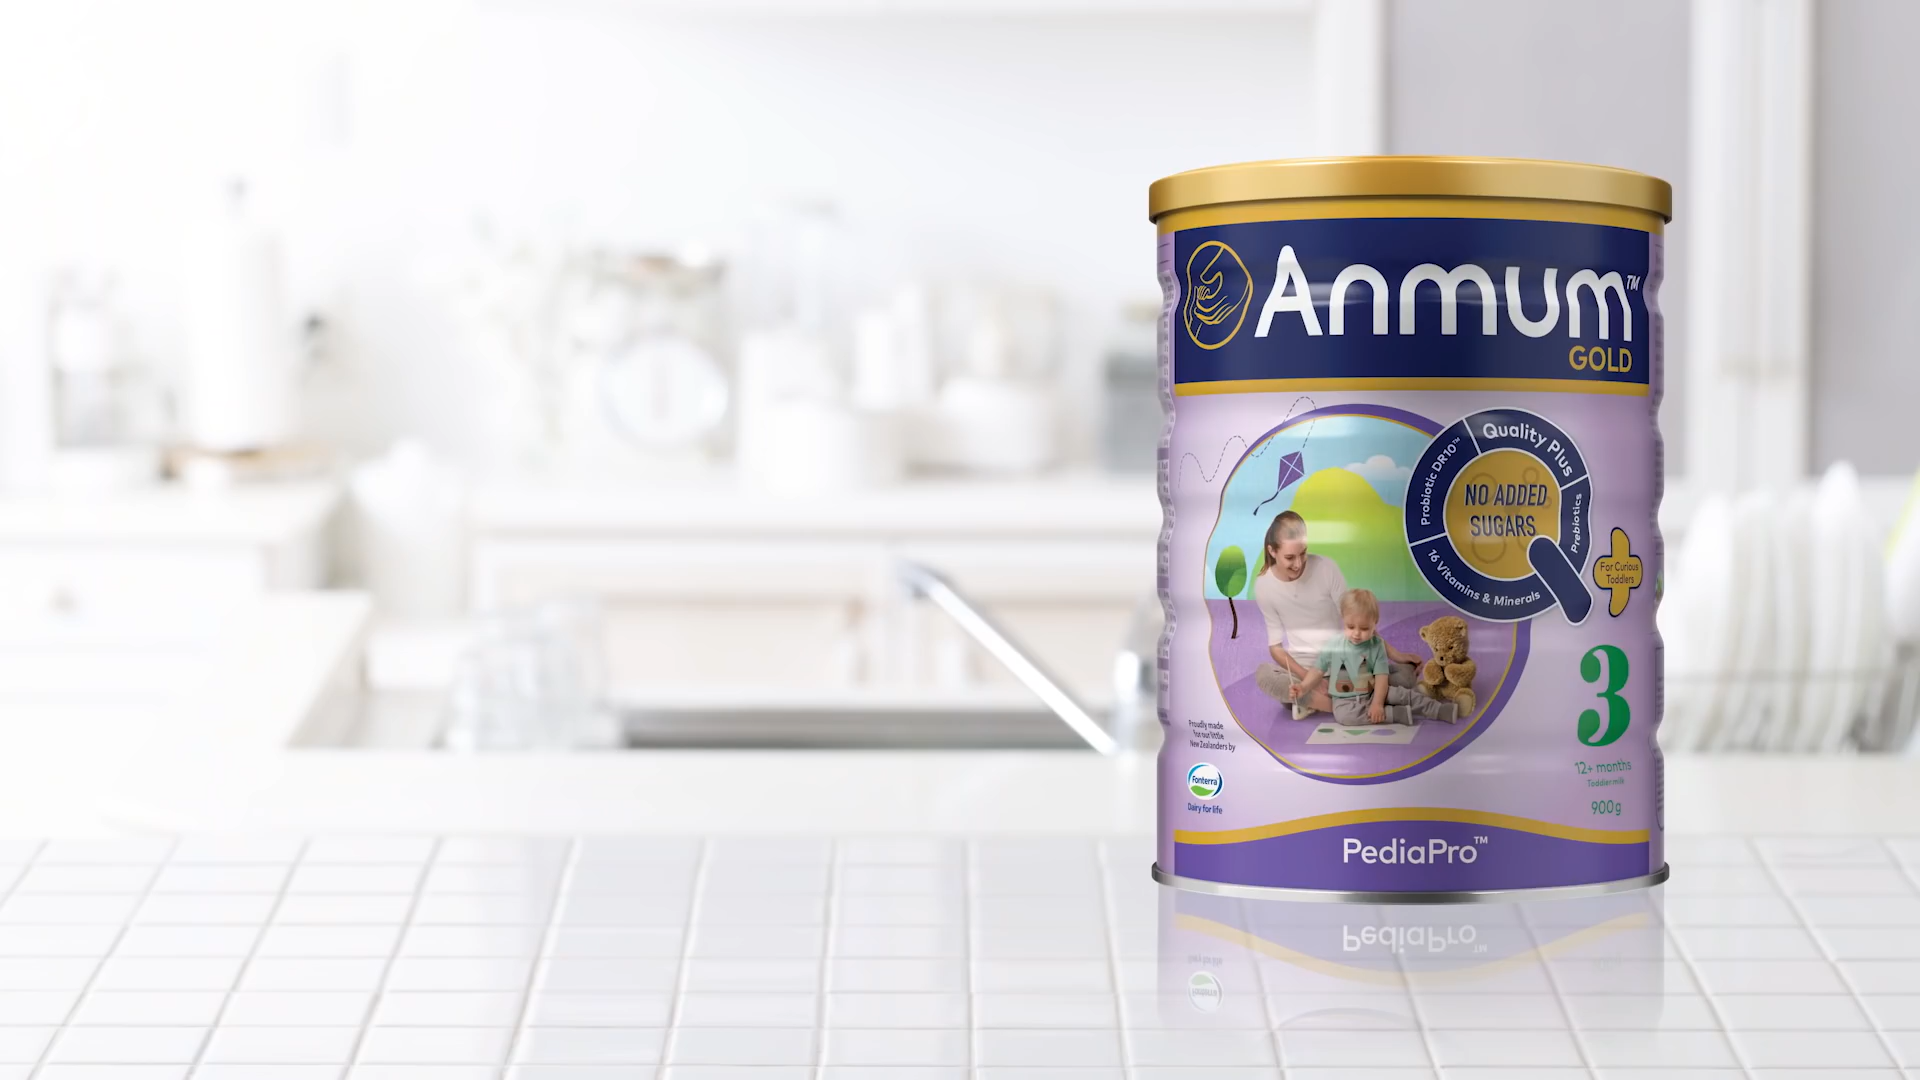 Anmum™
GOLD
Quality Plus
Probiotic DR10™
Prebiotics
16 Vitamins & Minerals
NO ADDED
SUGARS
For Curious
Toddlers
3
12+ months
Toddler milk
900g
Proudly made
for our little
New Zealanders by
Fonterra
Dairy for life
PediaPro™